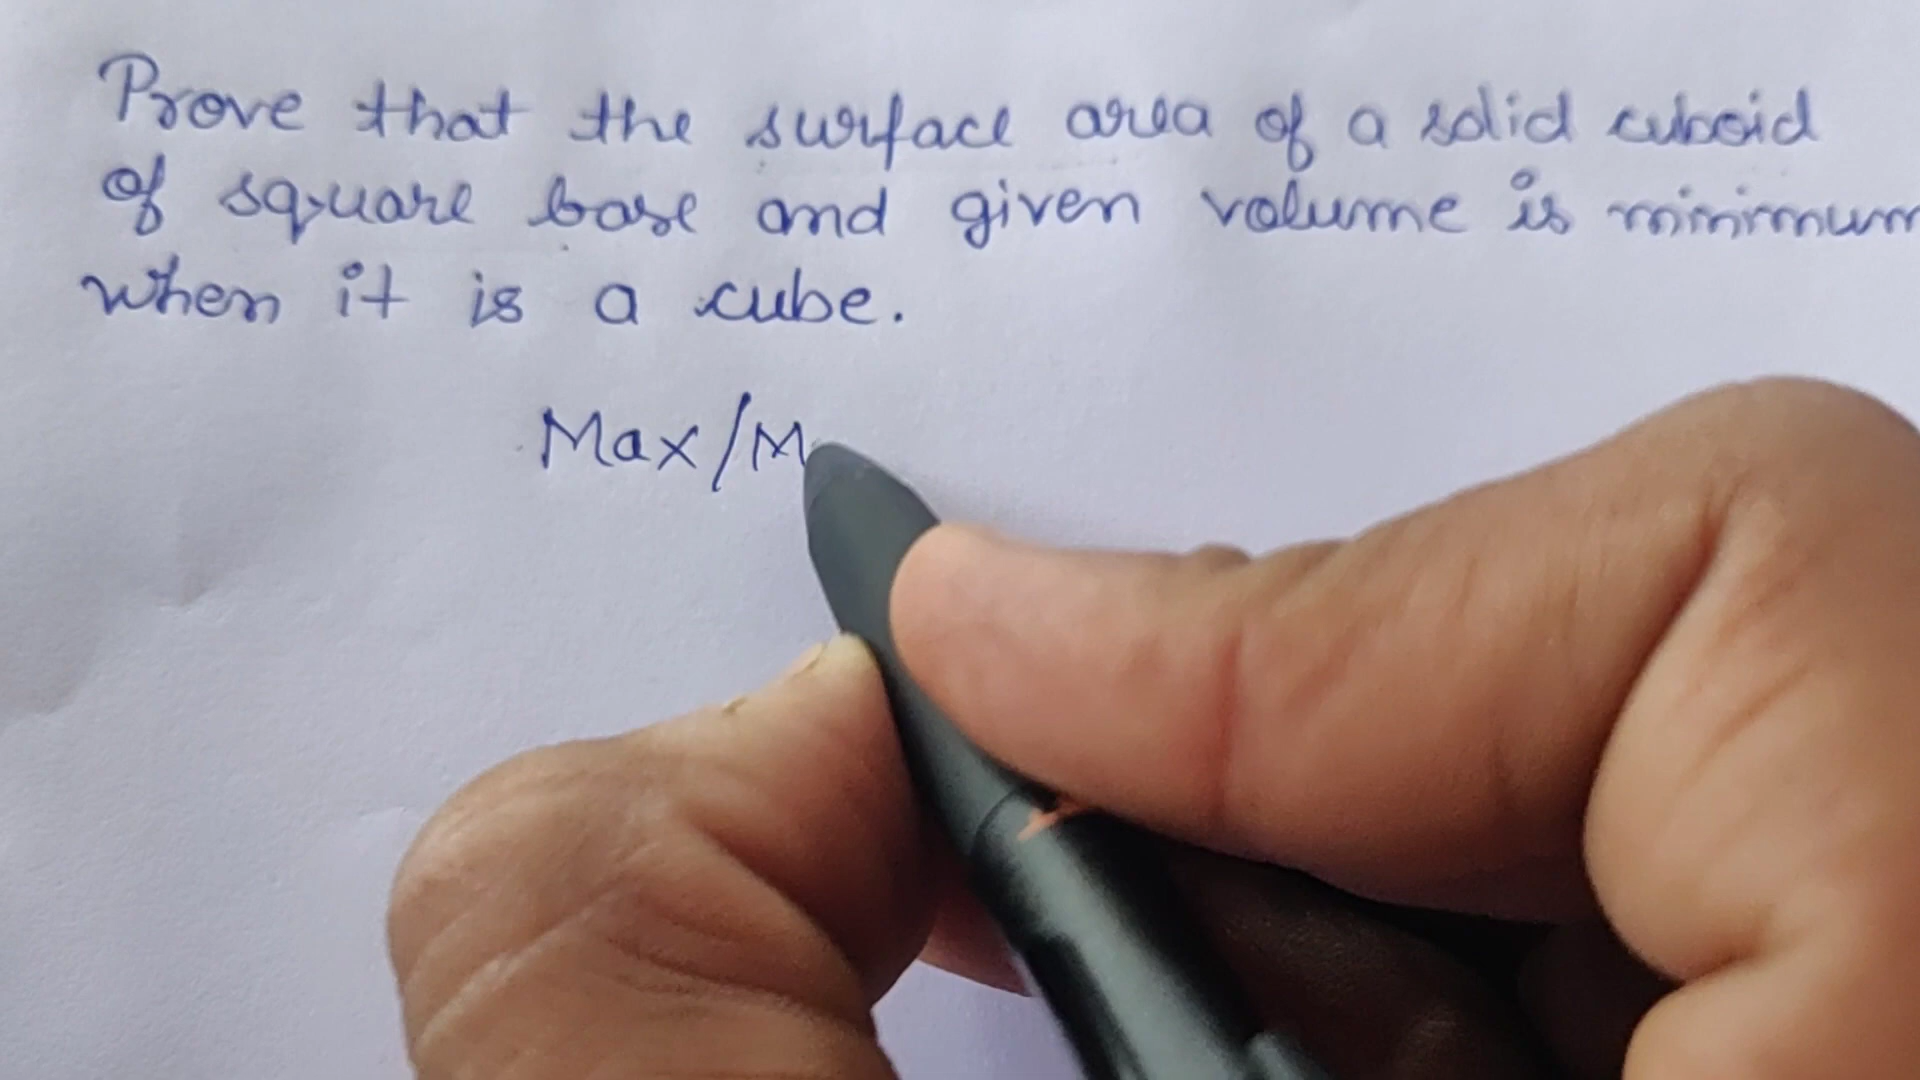 Prove that the surface area of a solid cuboid
of square base and given volume is minimum
when it is a cube.
Max/M